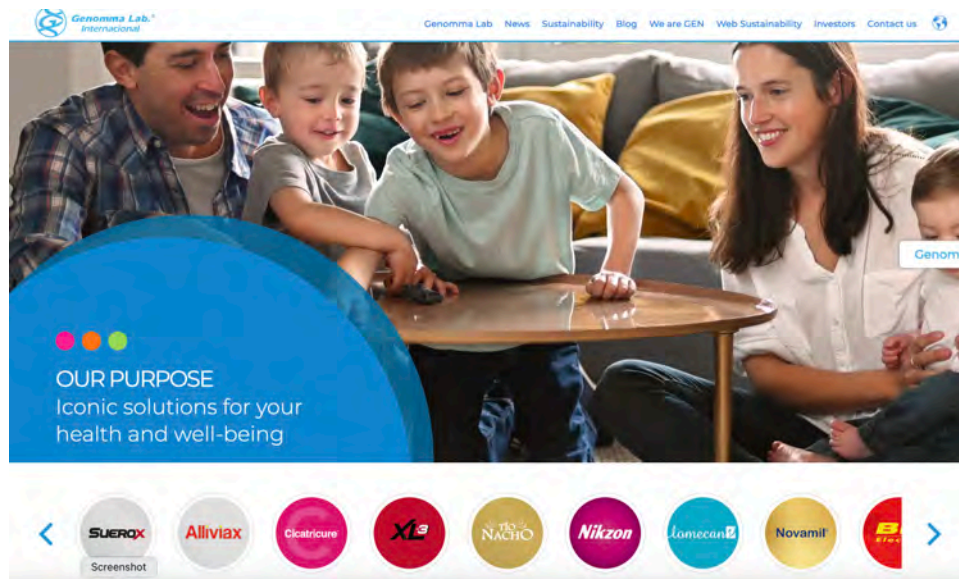 Genomma Lab.®
Internacional
Genomma Lab News Sustainability Blog We are GEN Web Sustainability Investors Contact us
Genom
OUR PURPOSE
Iconic solutions for your
health and well-being
SUEROX Alliviax Cicatricure XL3 TÍO NACHO Nikzon Lomecan Novamil
Screenshot